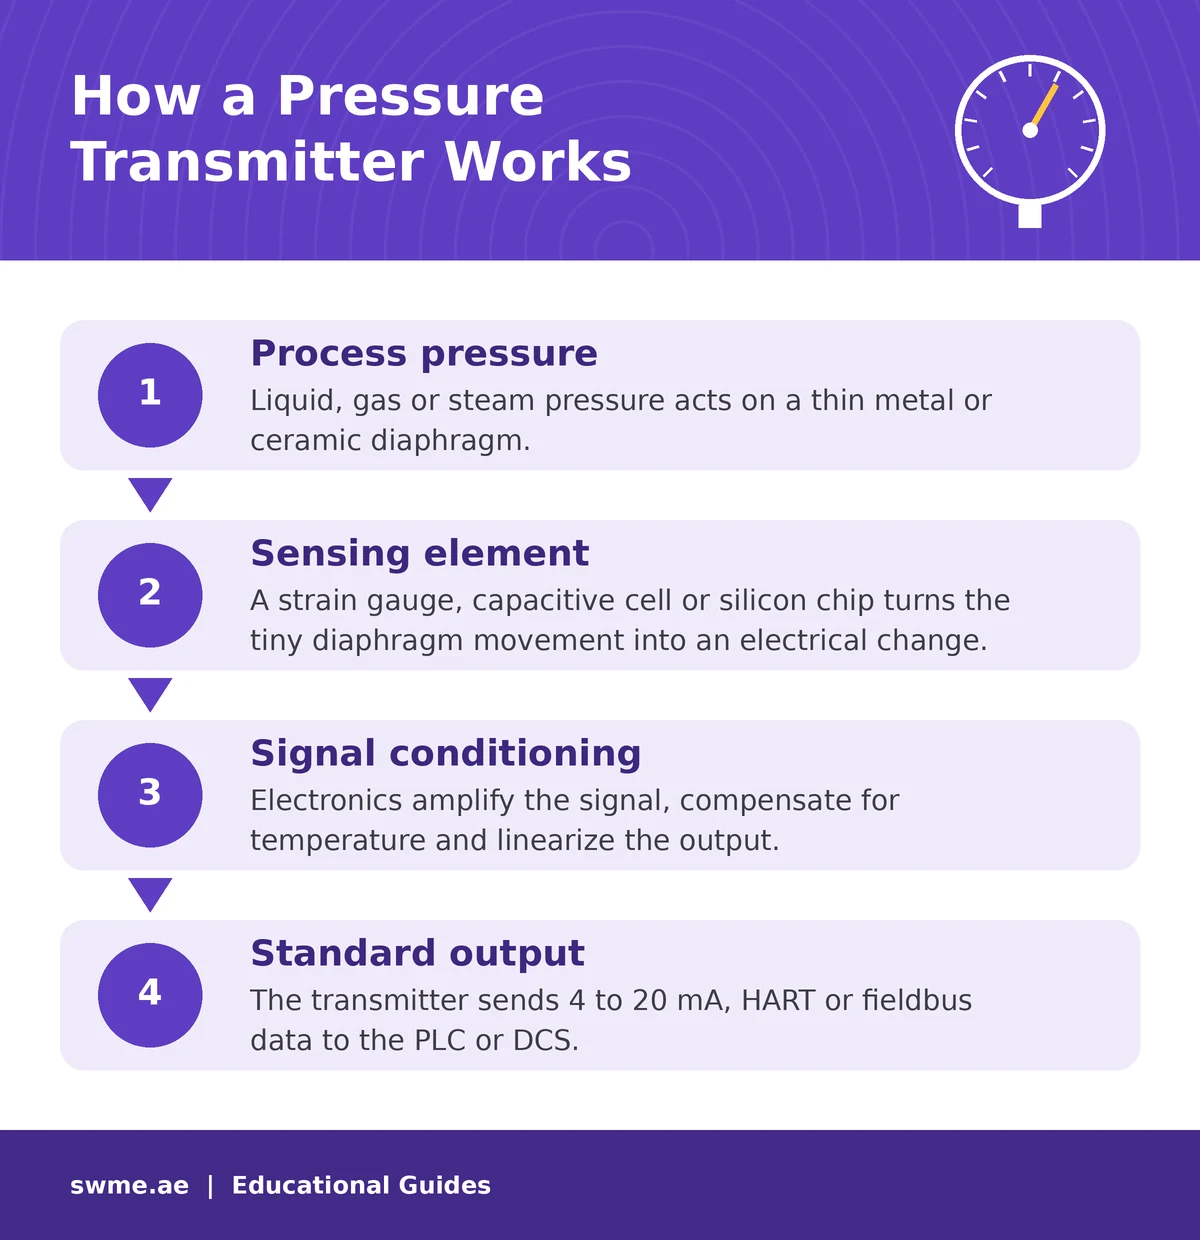 How a Pressure
Transmitter Works
1
Process pressure
Liquid, gas or steam pressure acts on a thin metal or
ceramic diaphragm.
2
Sensing element
A strain gauge, capacitive cell or silicon chip turns the
tiny diaphragm movement into an electrical change.
3
Signal conditioning
Electronics amplify the signal, compensate for
temperature and linearize the output.
4
Standard output
The transmitter sends 4 to 20 mA, HART or fieldbus
data to the PLC or DCS.
swme.ae | Educational Guides